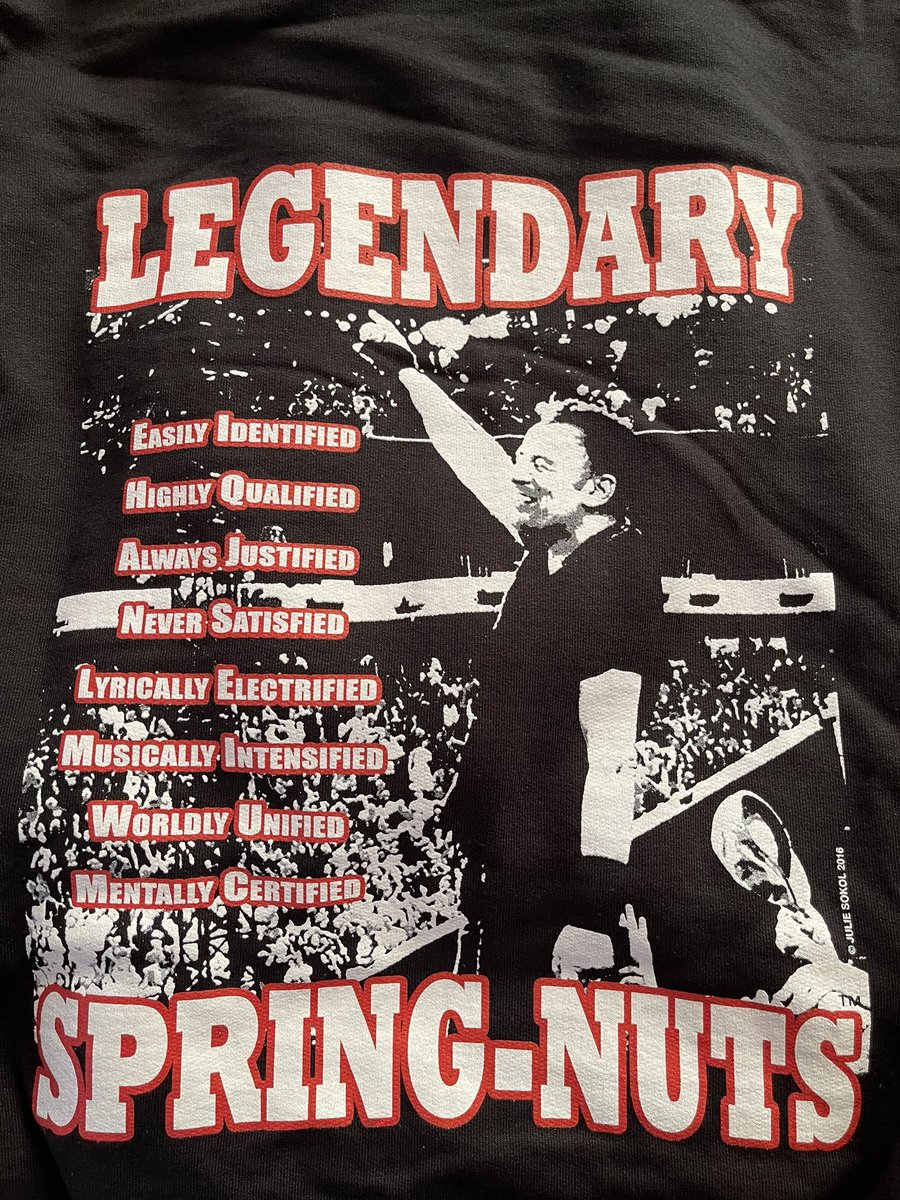 LEGENDARY
EASILY IDENTIFIED
HIGHLY QUALIFIED
ALWAYS JUSTIFIED
NEVER SATISFIED
LYRICALLY ELECTRIFIED
MUSICALLY INTENSIFIED
WORLDLY UNIFIED
MENTALLY CERTIFIED
© JULIE SOKOL 2016
SPRING-NUTS TM